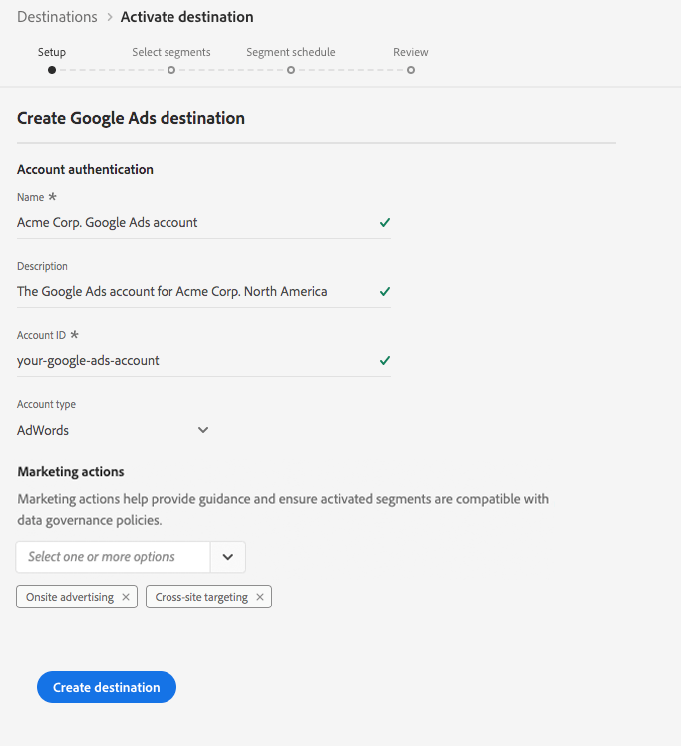 Destinations > Activate destination
Setup Select segments Segment schedule Review
Create Google Ads destination
Account authentication
Name *
Acme Corp. Google Ads account
Description
The Google Ads account for Acme Corp. North America
Account ID *
your-google-ads-account
Account type
AdWords
Marketing actions
Marketing actions help provide guidance and ensure activated segments are compatible with
data governance policies.
Select one or more options
Onsite advertising × Cross-site targeting ×
Create destination